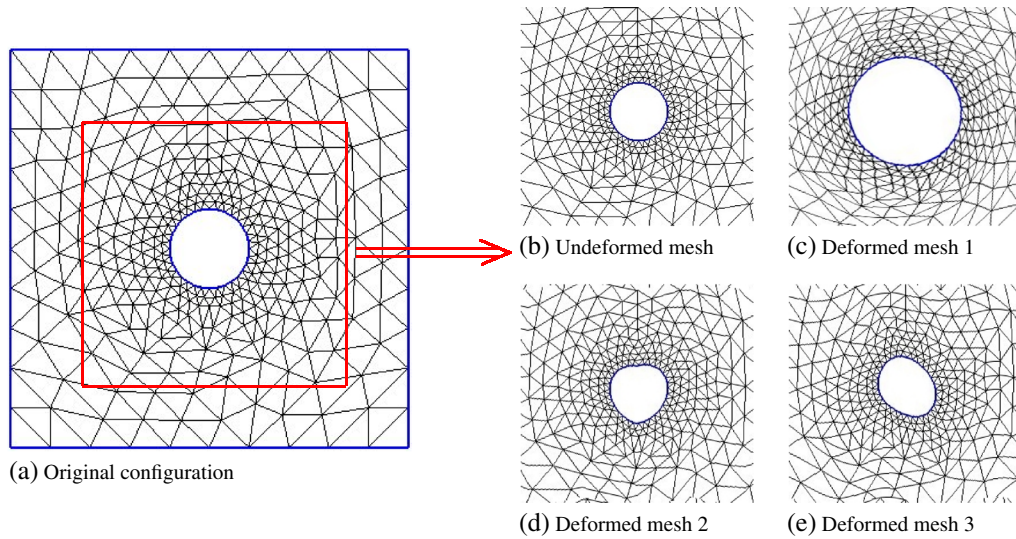 (a) Original configuration
(b) Undeformed mesh
(c) Deformed mesh 1
(d) Deformed mesh 2
(e) Deformed mesh 3